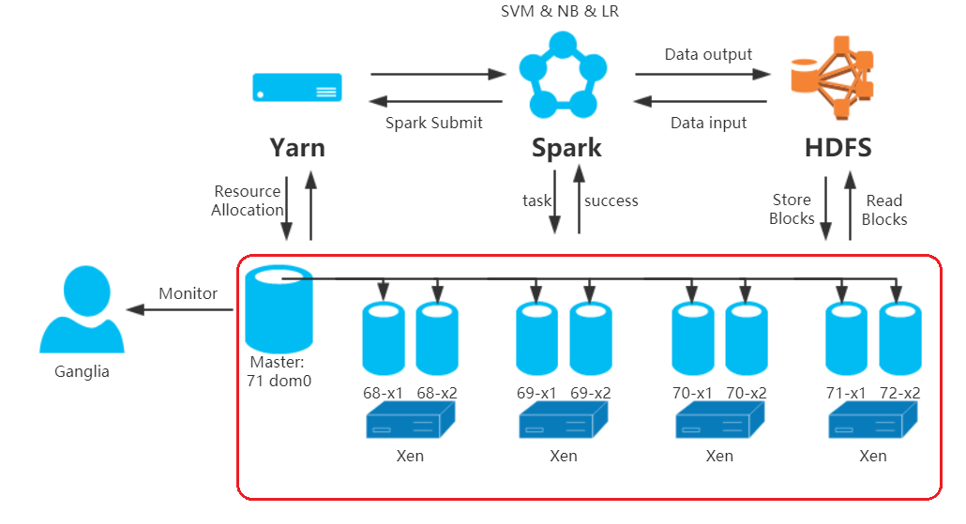 SVM & NB & LR
Data output
Spark Submit
Data input
Yarn
Spark
HDFS
Resource
Allocation
task
success
Store
Blocks
Read
Blocks
Monitor
Ganglia
Master:
71 dom0
68-x1
68-x2
69-x1
69-x2
70-x1
70-x2
71-x1
72-x2
Xen
Xen
Xen
Xen